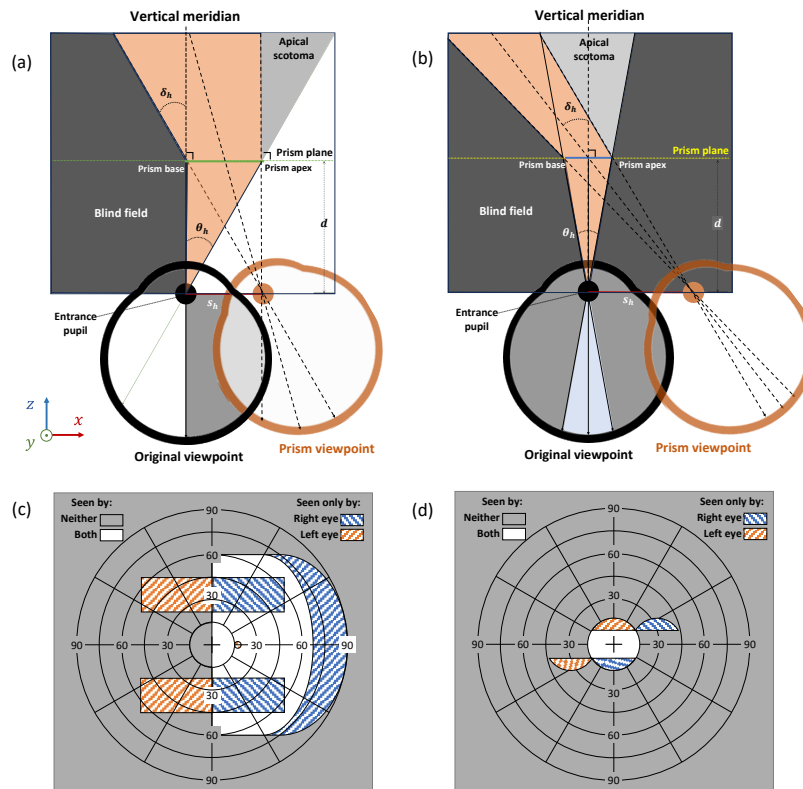 Vertical meridian
(a)
Apical
scotoma
δh
Prism plane
Prism base
Prism apex
Blind field
θh
d
sh
Entrance
pupil
z
y
x
Original viewpoint
Prism viewpoint
Vertical meridian
(b)
Apical
scotoma
δh
Prism plane
Prism base
Prism apex
Blind field
θh
d
sh
Entrance
pupil
Original viewpoint
Prism viewpoint
(c)
Seen by:
Neither
Both
Seen only by:
Right eye
Left eye
90
60
30
90
60
30
30
60
90
30
60
90
(d)
Seen by:
Neither
Both
Seen only by:
Right eye
Left eye
90
60
30
90
60
30
30
60
90
30
60
90